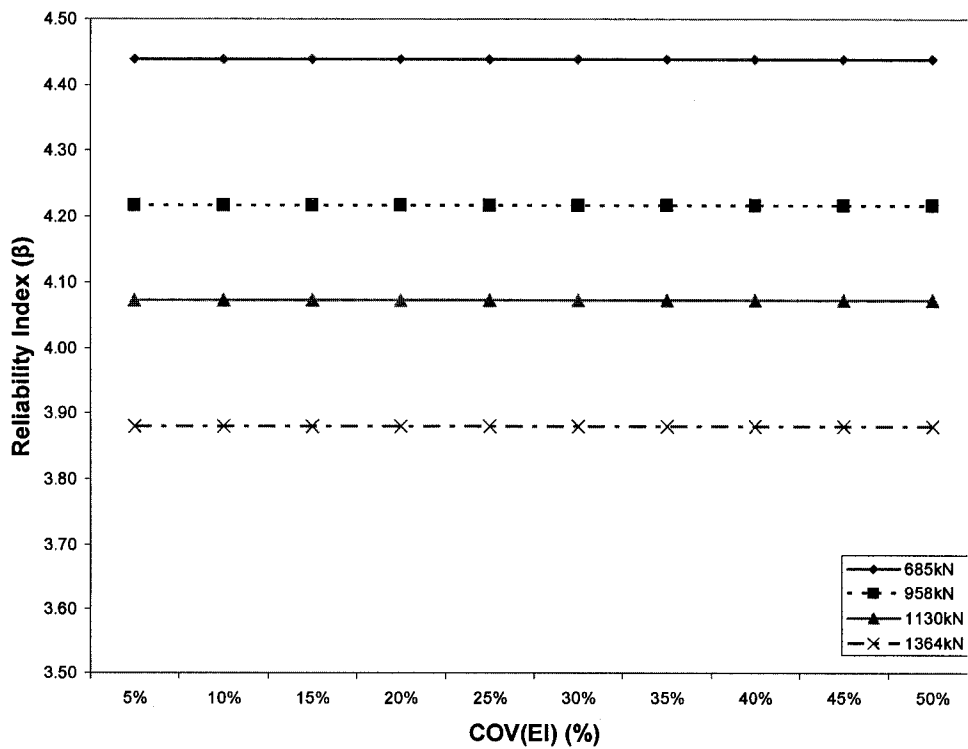 4.50
4.40
4.30
4.20
4.10
4.00
3.90
3.80
3.70
3.60
3.50
Reliability Index (β)
5% 10% 15% 20% 25% 30% 35% 40% 45% 50%
COV(EI) (%)
685kN
958kN
1130kN
1364kN